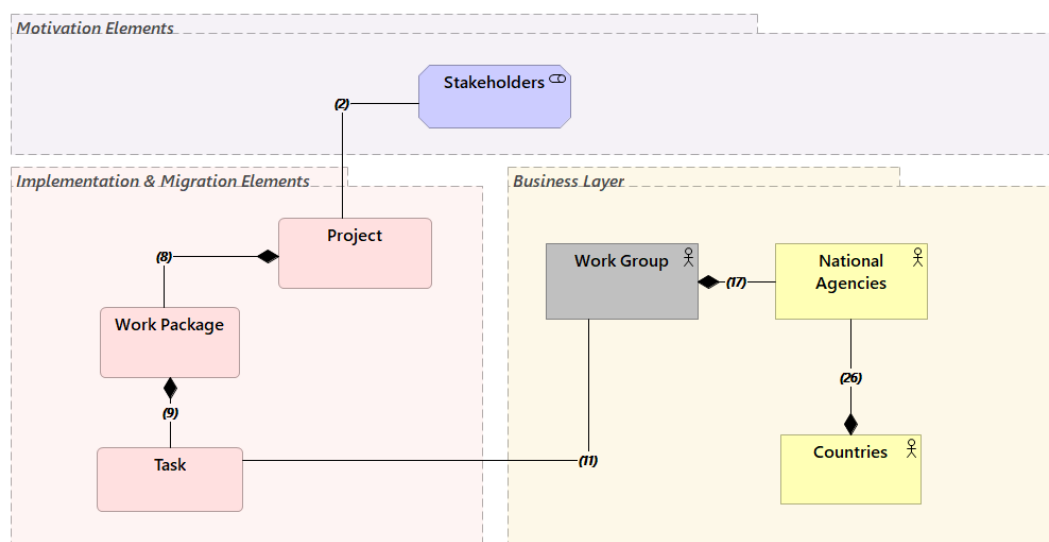 Motivation Elements
Stakeholders
(2)
Implementation & Migration Elements
Business Layer
Project
(8)
Work Group
(17)
National
Agencies
Work Package
(26)
(9)
Task
(11)
Countries